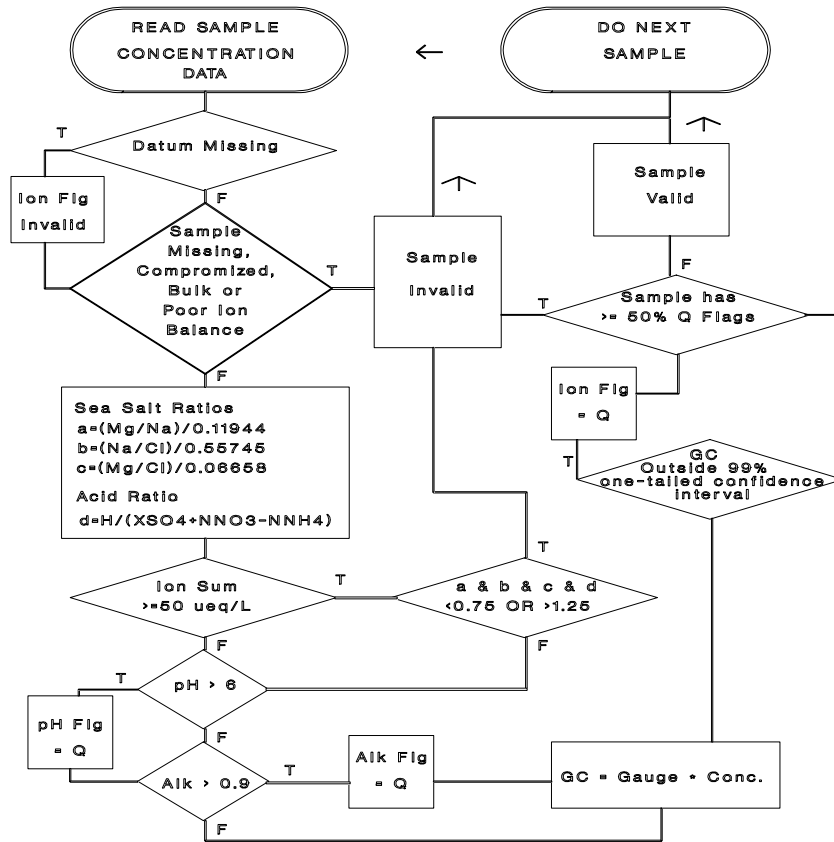 READ SAMPLE
CONCENTRATION
DATA
DO NEXT
SAMPLE
T
Datum Missing
F
Ion Flg
Invalid
Sample
Missing,
Compromized,
Bulk or
Poor Ion
Balance
T
F
Sample
Invalid
Sample
Valid
F
T
Sample has
>= 50% Q Flags
Ion Flg
= Q
T
GC
Outside 99%
one-tailed confidence
interval
Sea Salt Ratios
a=(Mg/Na)/0.11944
b=(Na/Cl)/0.55745
c=(Mg/Cl)/0.06658
Acid Ratio
d=H/(XSO4+NNO3-NNH4)
Ion Sum
>=50 ueq/L
T
F
T
a & b & c & d
<0.75 OR >1.25
F
T
pH > 6
F
pH Flg
= Q
Alk > 0.9
T
F
Alk Flg
= Q
GC = Gauge * Conc.